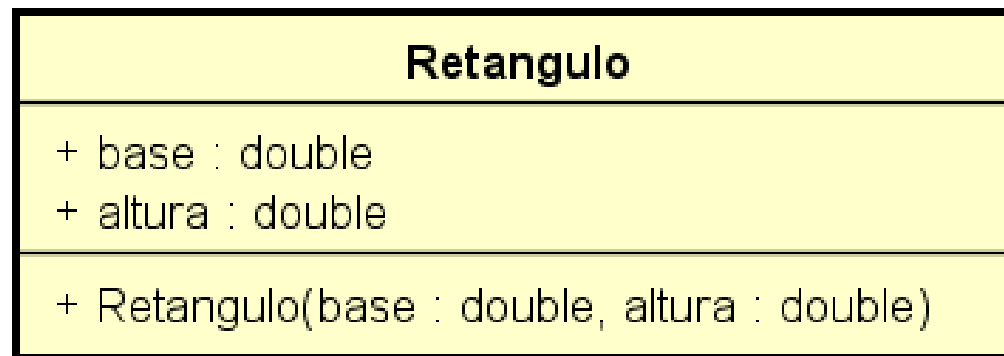 Retangulo
+ base : double
+ altura : double
+ Retangulo(base : double, altura : double)